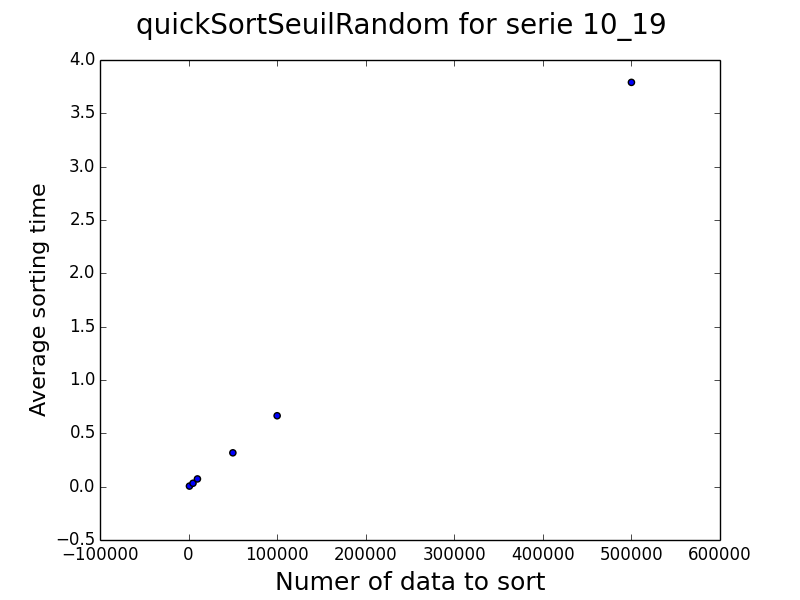 quickSortSeuilRandom for serie 10_19
4.0
3.5
3.0
2.5
2.0
1.5
1.0
0.5
0.0
−0.5
Average sorting time
−100000 0 100000 200000 300000 400000 500000 600000
Numer of data to sort